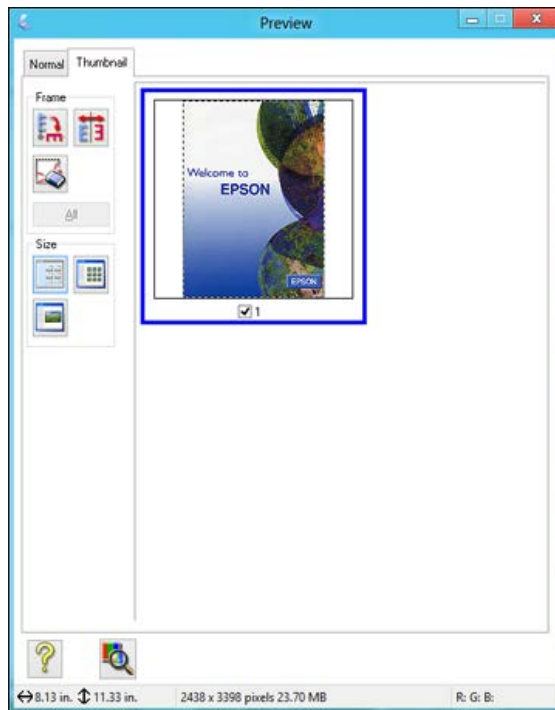 Preview
Normal
Thumbnail
Frame
All
Size
Welcome to
EPSON
EPSON
1
8.13 in. 11.33 in.
2438 x 3398 pixels 23.70 MB
R: G: B: